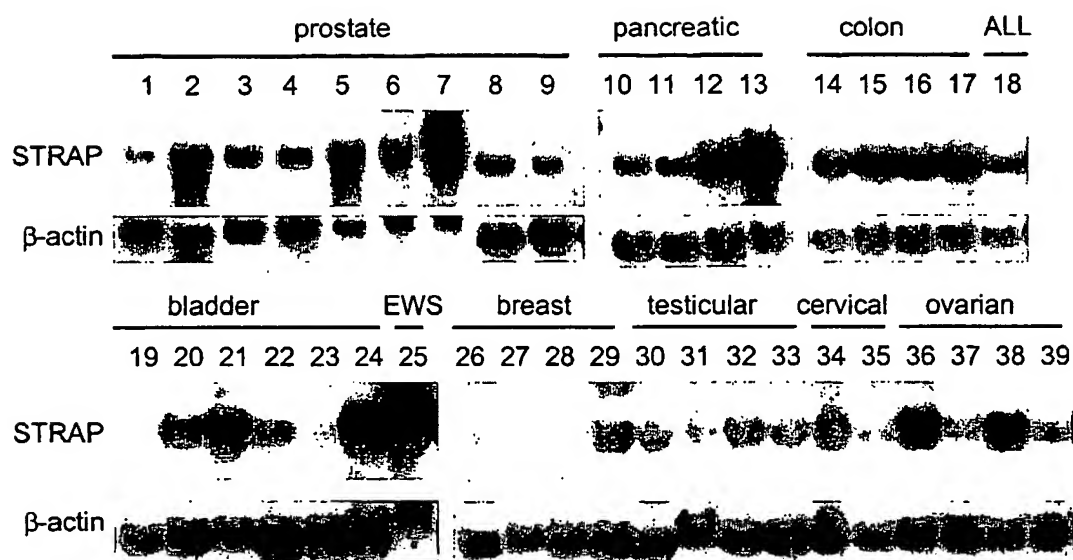 prostate pancreatic colon ALL
1 2 3 4 5 6 7 8 9 10 11 12 13 14 15 16 17 18
STRAP
β-actin
bladder EWS breast testicular cervical ovarian
19 20 21 22 23 24 25 26 27 28 29 30 31 32 33 34 35 36 37 38 39
STRAP
β-actin